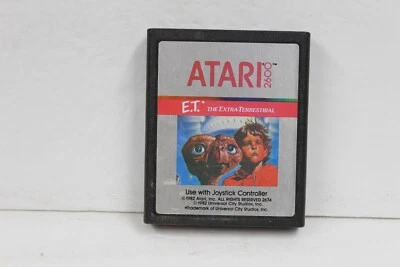 ATARI 2600™
E.T.* THE EXTRA-TERRESTRIAL
Use with Joystick Controller
©1982 Atari, Inc. ALL RIGHTS RESERVED 2674
©1982 Universal City Studios, Inc.
*Trademark of Universal City Studios, Inc.